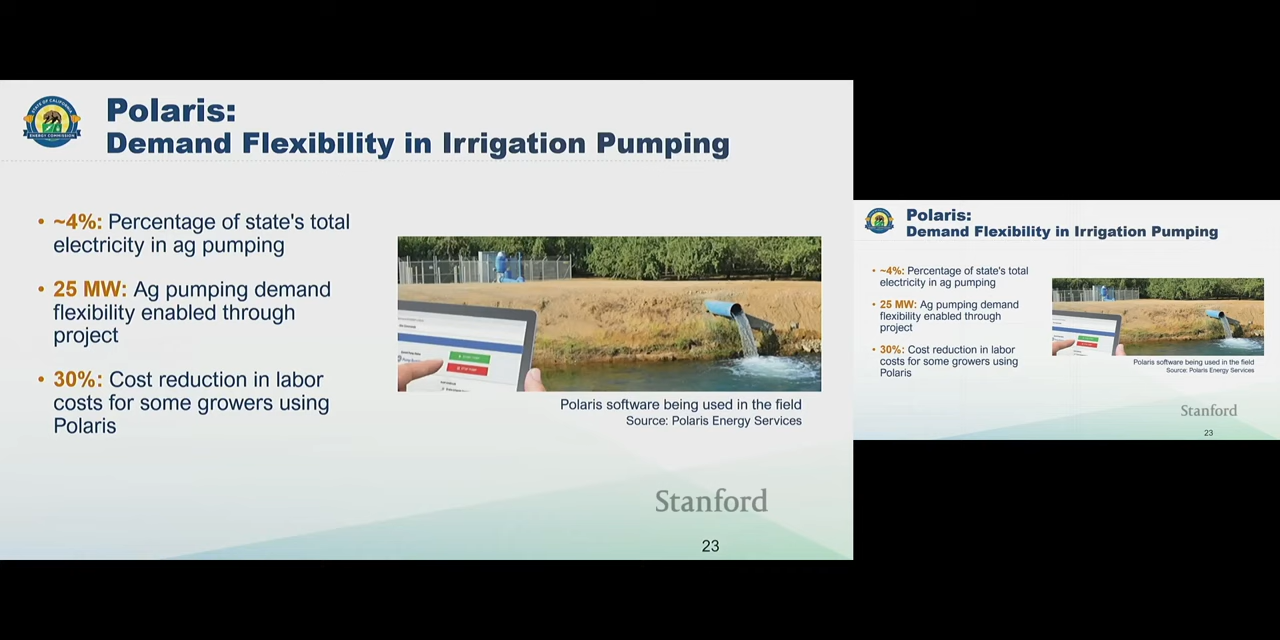 STATE OF CALIFORNIA
ENERGY COMMISSION
Polaris:
Demand Flexibility in Irrigation Pumping
• ~4%: Percentage of state's total
electricity in ag pumping
• 25 MW: Ag pumping demand
flexibility enabled through
project
• 30%: Cost reduction in labor
costs for some growers using
Polaris
Polaris software being used in the field
Source: Polaris Energy Services
Stanford
23
Polaris:
Demand Flexibility in Irrigation Pumping
• ~4%: Percentage of state's total
electricity in ag pumping
• 25 MW: Ag pumping demand
flexibility enabled through
project
• 30%: Cost reduction in labor
costs for some growers using
Polaris
Polaris software being used in the field
Source: Polaris Energy Services
Stanford
23